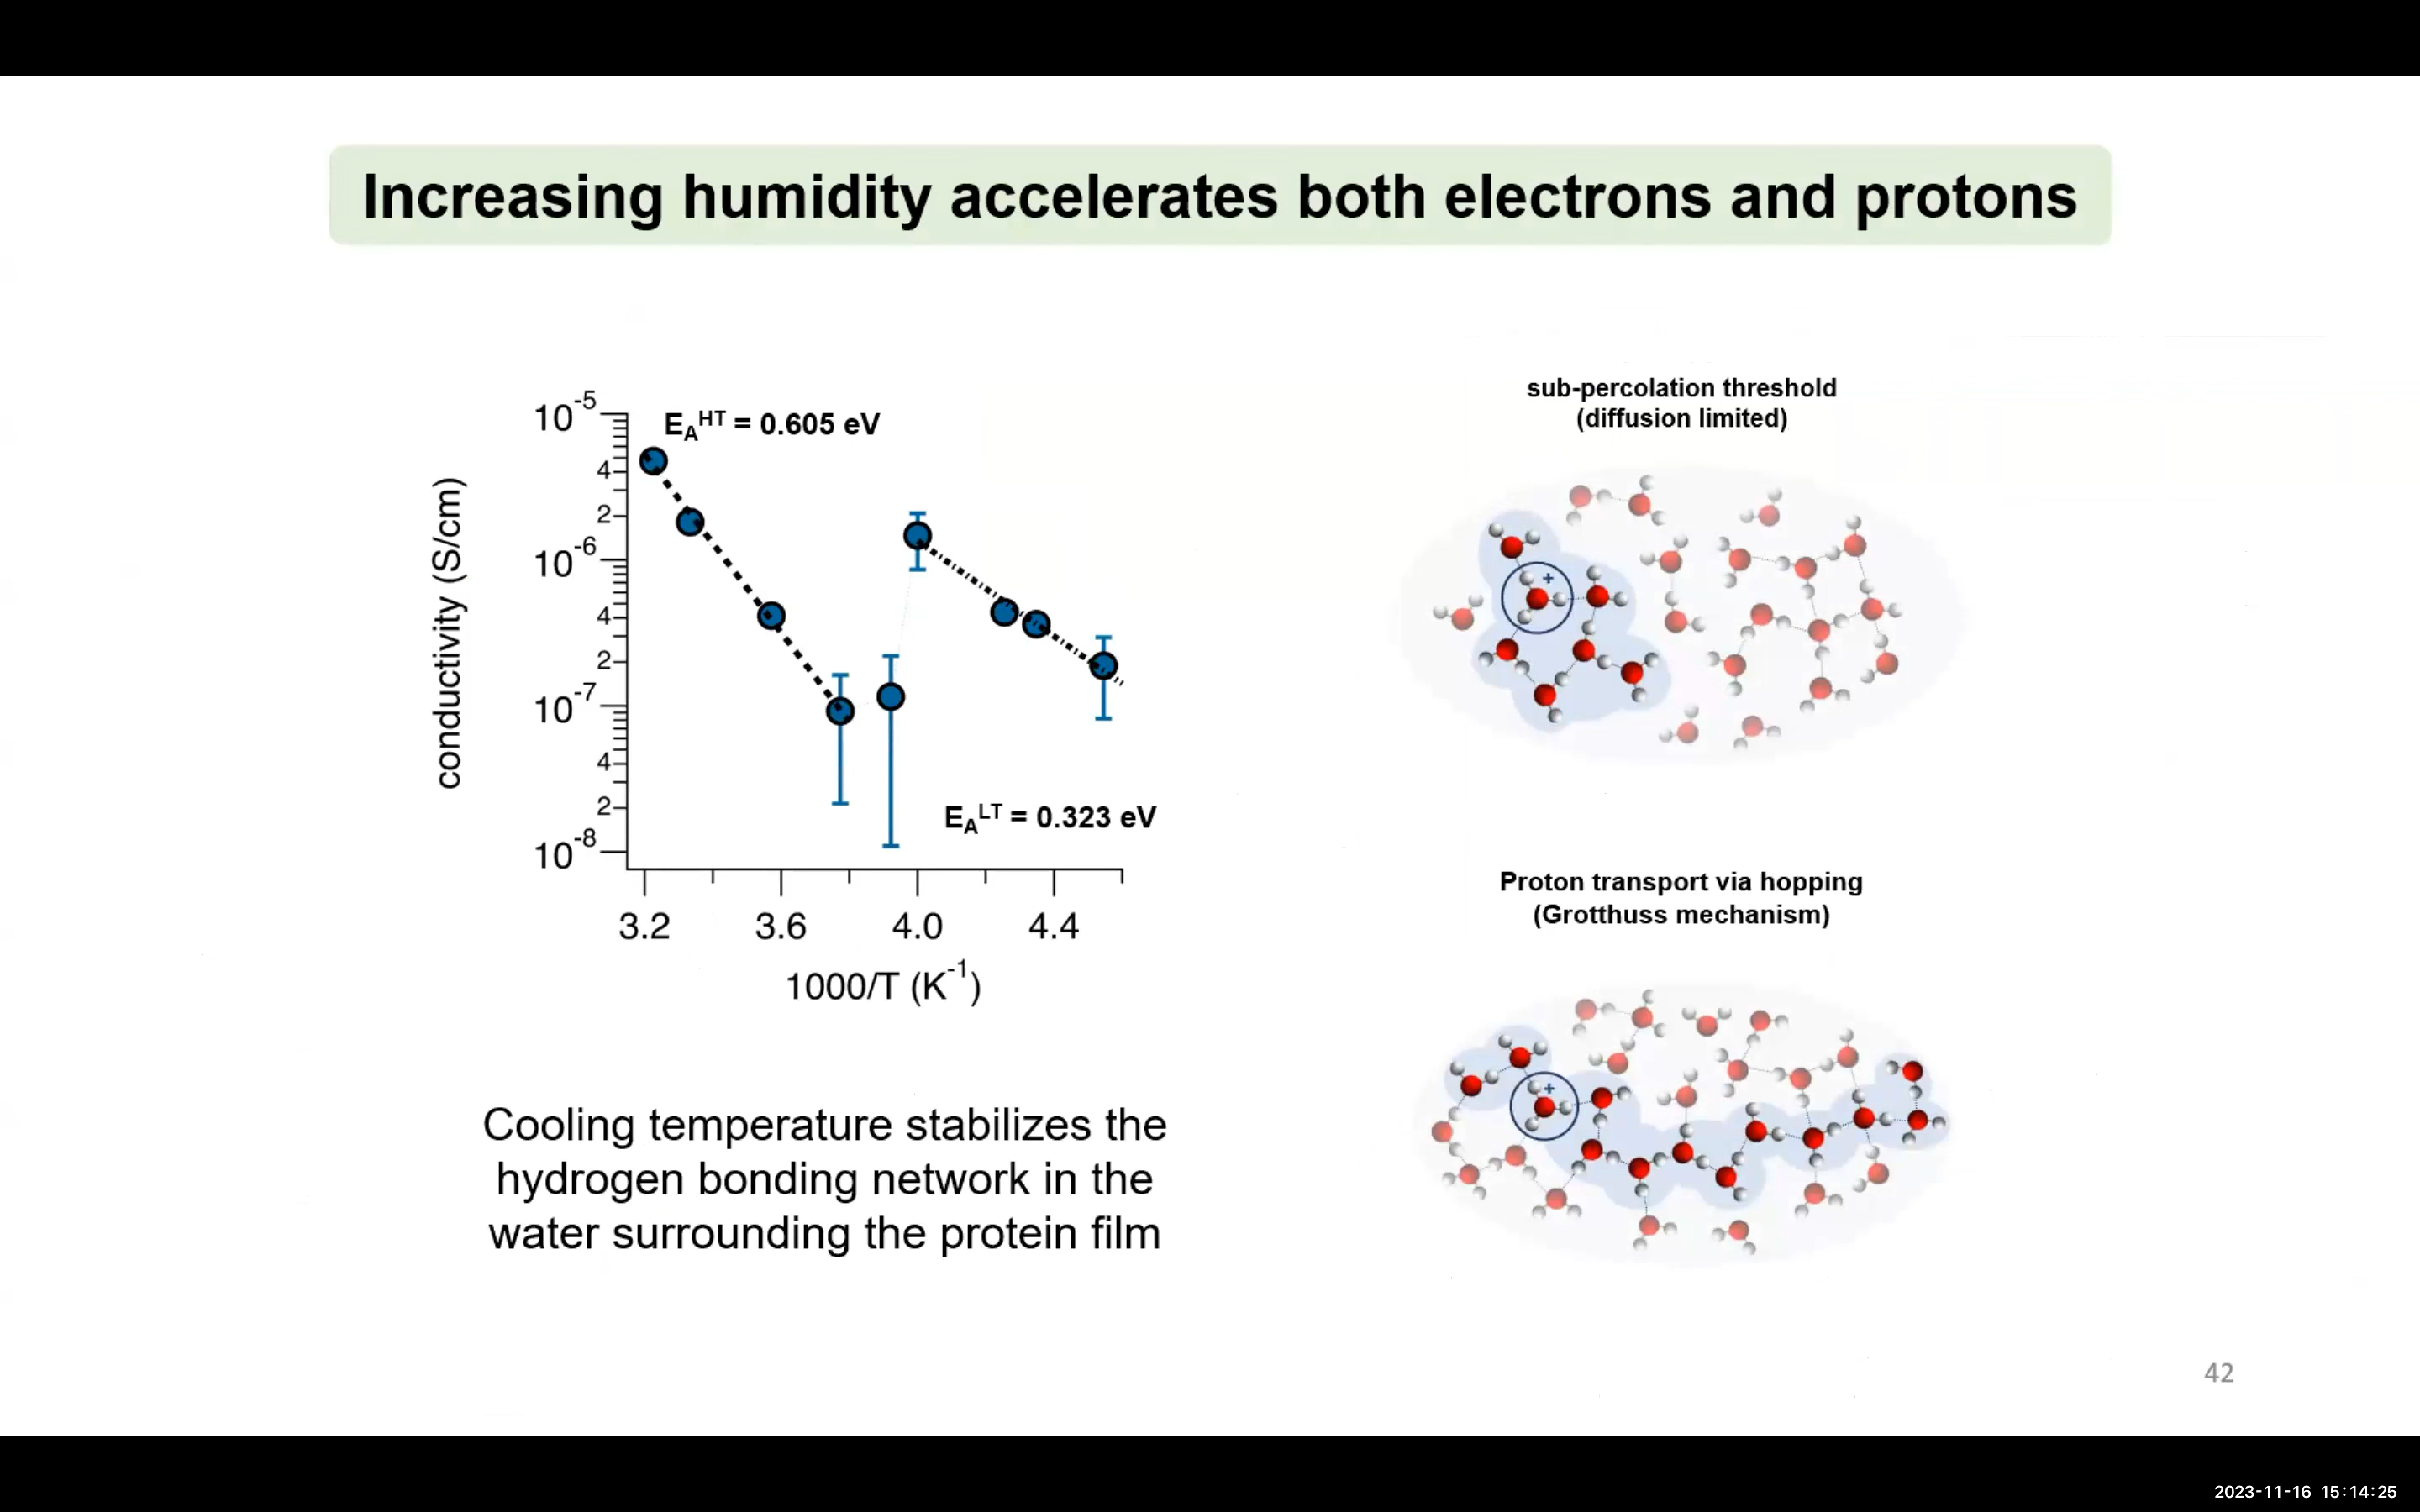 Increasing humidity accelerates both electrons and protons
conductivity (S/cm)
10-5
4
2
10-6
4
2
10-7
4
2
10-8
EAHT = 0.605 eV
EALT = 0.323 eV
3.2 3.6 4.0 4.4
1000/T (K-1)
Cooling temperature stabilizes the
hydrogen bonding network in the
water surrounding the protein film
sub-percolation threshold
(diffusion limited)
+
Proton transport via hopping
(Grotthuss mechanism)
+
42
2023-11-16 15:14:25